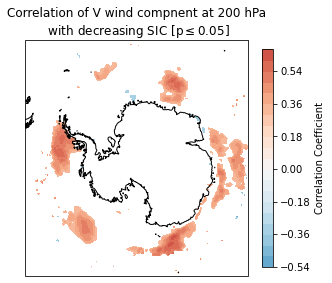 Correlation of V wind compnent at 200 hPa
with decreasing SIC [p ≤ 0.05]
0.54
0.36
0.18
0.00
−0.18
−0.36
−0.54
Correlation Coefficient